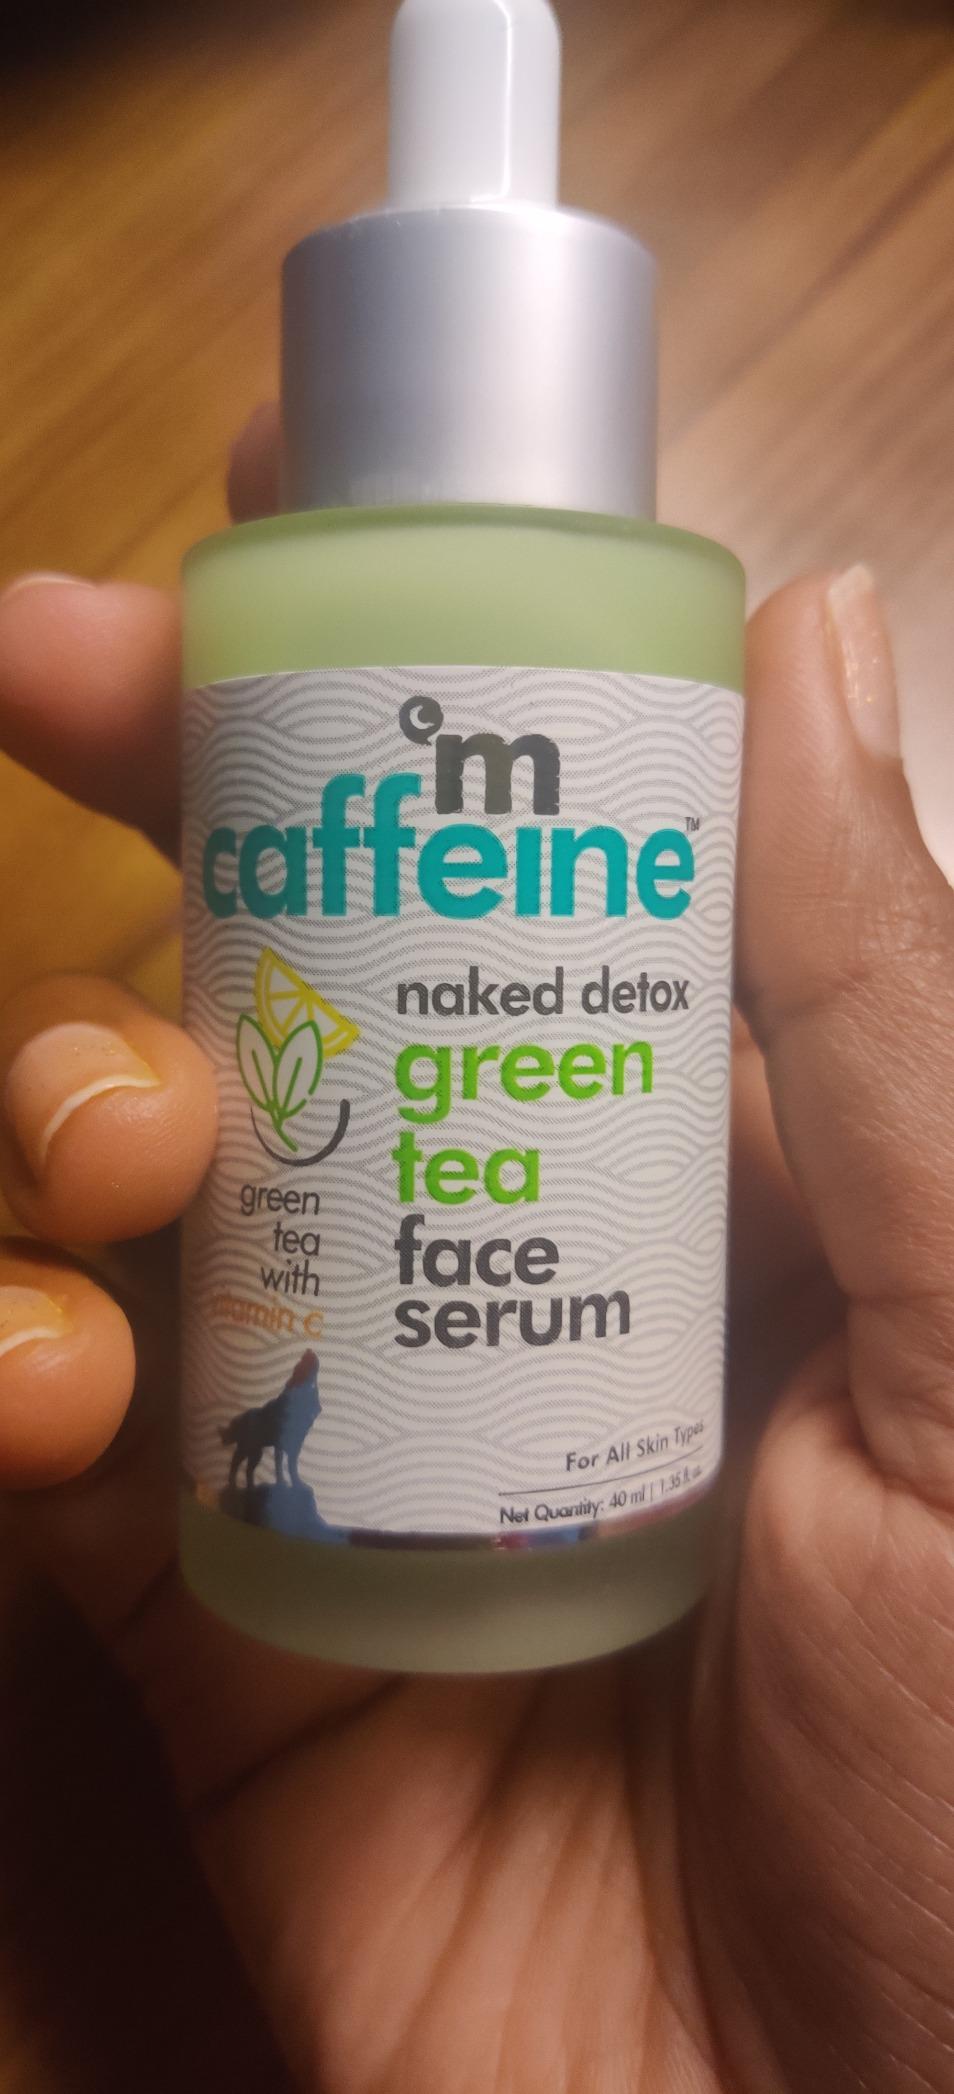 'm
caffeine™
naked detox
green
tea
face
serum
green
tea
with
vitamin C
For All Skin Types
Net Quantity: 40 ml | 1.35 fl oz